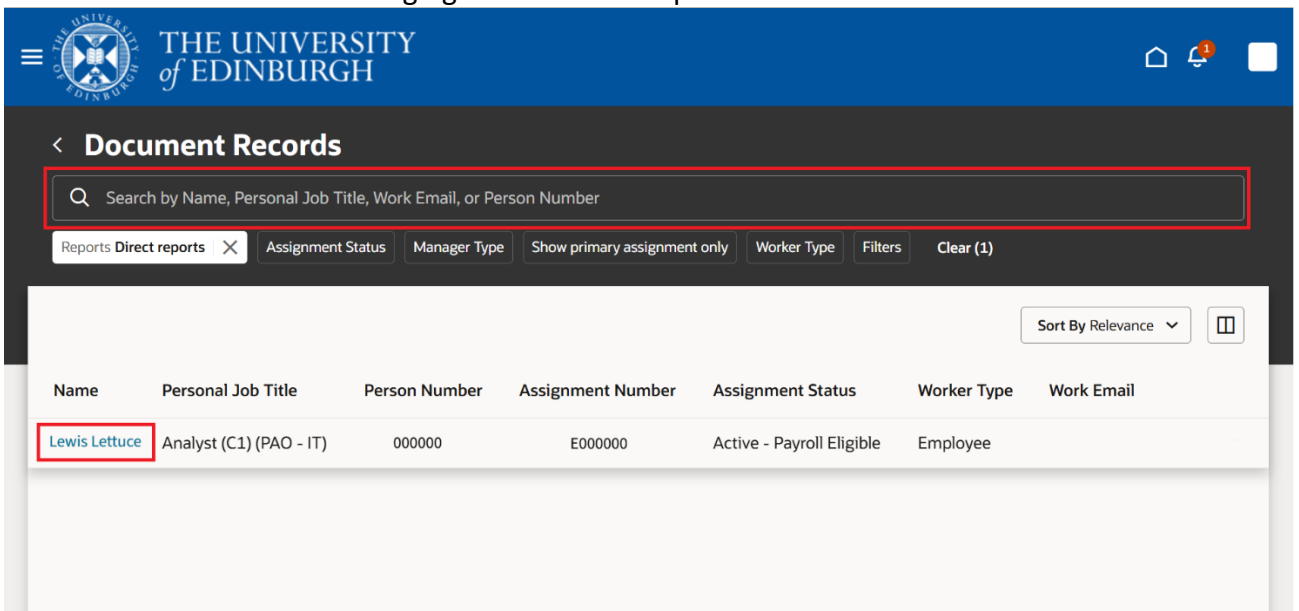 THE UNIVERSITY
of EDINBURGH
1
Document Records
Search by Name, Personal Job Title, Work Email, or Person Number
Reports Direct reports Assignment Status Manager Type Show primary assignment only Worker Type Filters Clear (1)
Sort By Relevance
Name Personal Job Title Person Number Assignment Number Assignment Status Worker Type Work Email
Lewis Lettuce Analyst (C1) (PAO - IT) 000000 E000000 Active - Payroll Eligible Employee